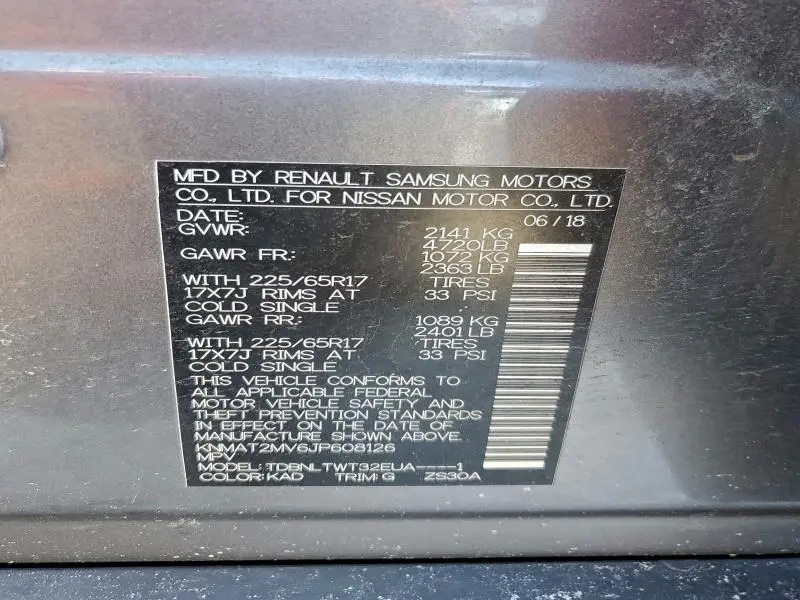 MFD BY RENAULT SAMSUNG MOTORS
CO., LTD. FOR NISSAN MOTOR CO., LTD.
DATE: 06/18
GVWR: 2141 KG
4720LB
GAWR FR: 1072 KG
2363LB
WITH 225/65R17 TIRES
17X7J RIMS AT 33 PSI
COLD SINGLE
GAWR RR: 1089 KG
2401LB
WITH 225/65R17 TIRES
17X7J RIMS AT 33 PSI
COLD SINGLE
THIS VEHICLE CONFORMS TO
ALL APPLICABLE FEDERAL
MOTOR VEHICLE SAFETY AND
THEFT PREVENTION STANDARDS
IN EFFECT ON THE DATE OF
MANUFACTURE SHOWN ABOVE.
KNMAT2MV6JP608126
MPV
MODEL: TDBNLTWT32EUA----1
COLOR:KAD TRIM:G ZS30A